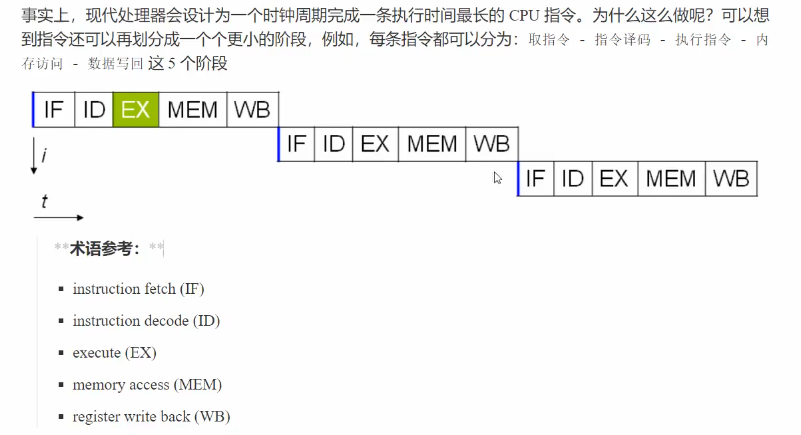 事实上，现代处理器会设计为一个时钟周期完成一条执行时间最长的 CPU 指令。为什么这么做呢？可以想
到指令还可以再划分成一个个更小的阶段，例如，每条指令都可以分为：取指令 - 指令译码 - 执行指令 - 内
存访问 - 数据写回 这 5 个阶段
IF ID EX MEM WB
IF ID EX MEM WB
IF ID EX MEM WB
i
t
**术语参考：**
instruction fetch (IF)
instruction decode (ID)
execute (EX)
memory access (MEM)
register write back (WB)